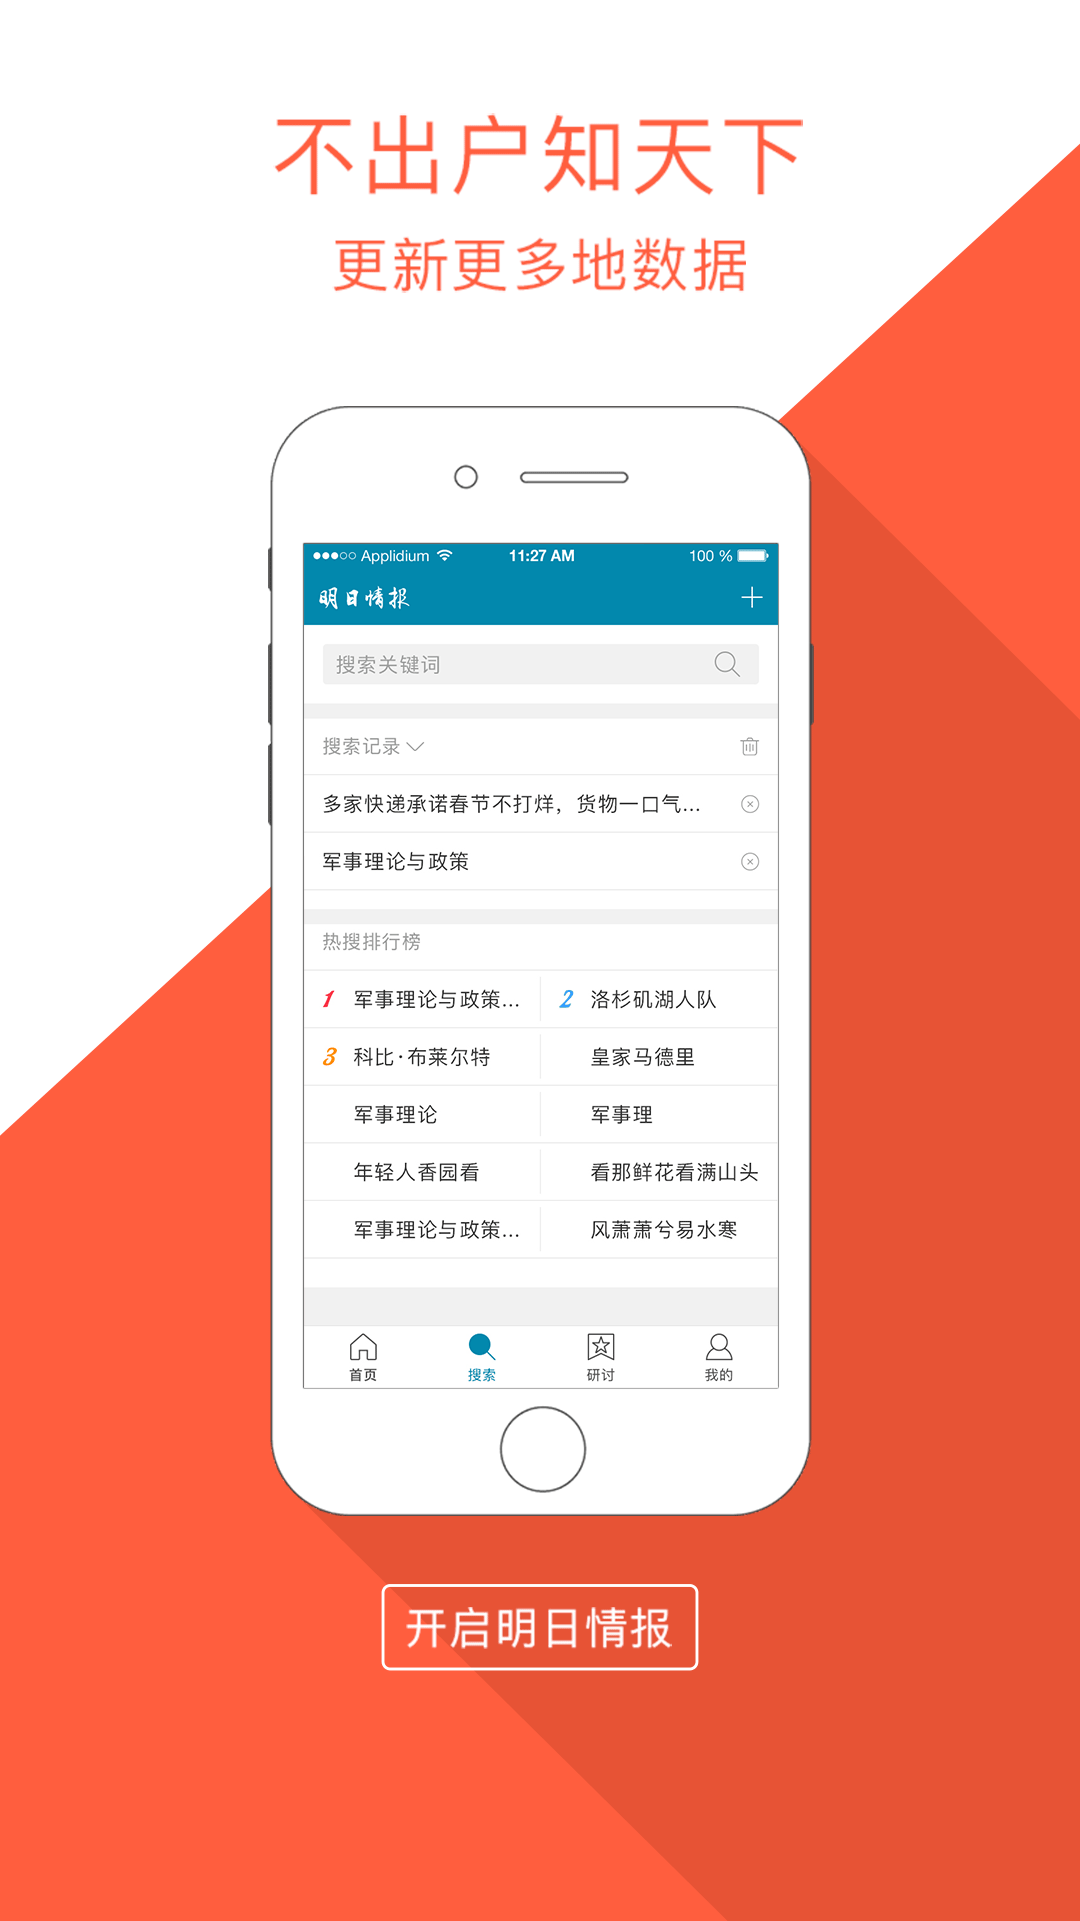 不出户知天下
更新更多地数据
Applidium 11:27 AM 100 %
明日情报
搜索关键词
搜索记录
多家快递承诺春节不打烊，货物一口气...
军事理论与政策
热搜排行榜
1 军事理论与政策... 2 洛杉矶湖人队
3 科比·布莱尔特 皇家马德里
军事理论 军事理
年轻人香园看 看那鲜花看满山头
军事理论与政策... 风萧萧兮易水寒
首页 搜索 研讨 我的
开启明日情报